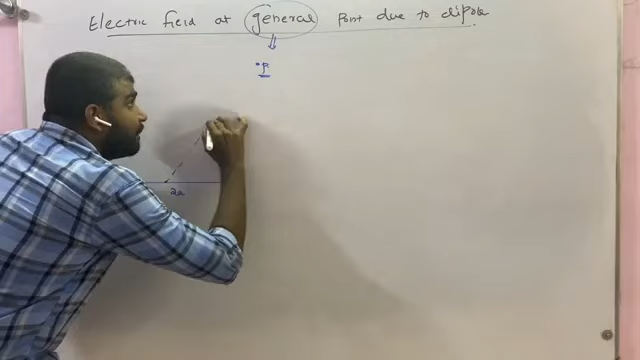 Electric field at general point due to dipole
P
2a